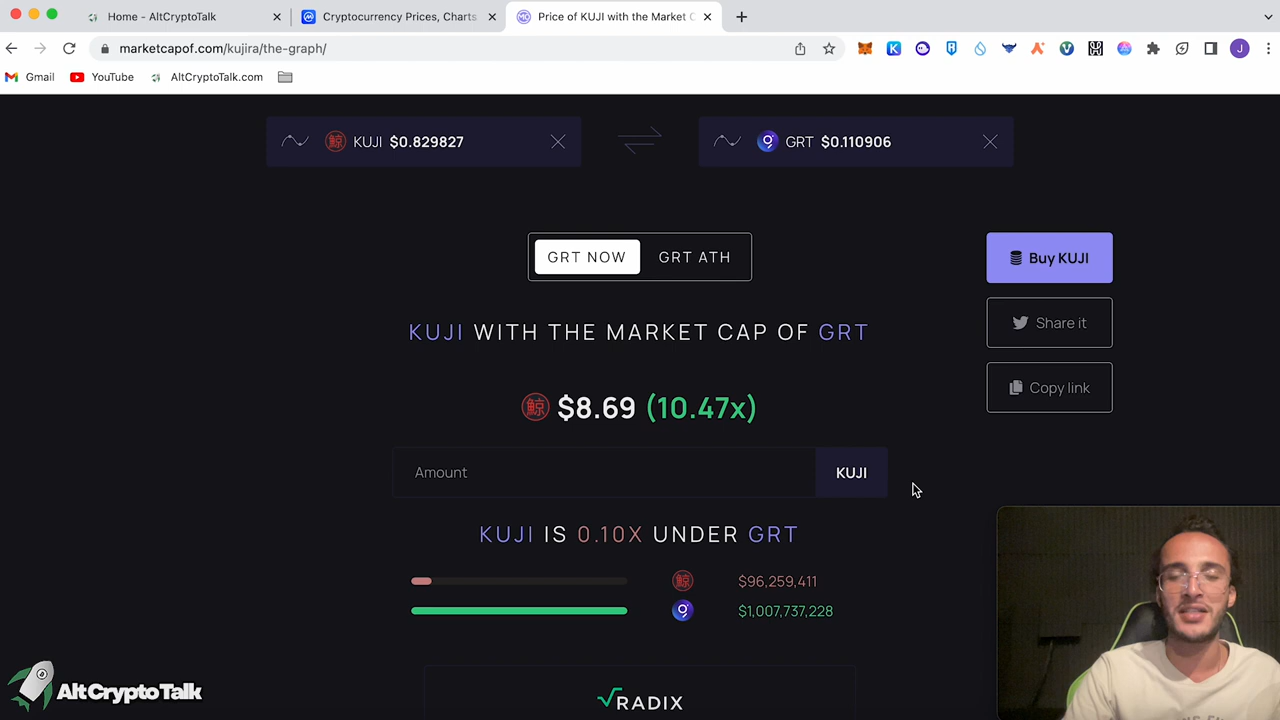 Home - AltCryptoTalk
Cryptocurrency Prices, Charts
Price of KUJI with the Market C
marketcapof.com/kujira/the-graph/
J
Gmail
YouTube
AltCryptoTalk.com
鯨 KUJI $0.829827
GRT $0.110906
GRT NOW
GRT ATH
Buy KUJI
Share it
KUJI WITH THE MARKET CAP OF GRT
Copy link
鯨 $8.69 (10.47x)
Amount
KUJI
KUJI IS 0.10X UNDER GRT
鯨 $96,259,411
$1,007,737,228
AltCryptoTalk
RADIX